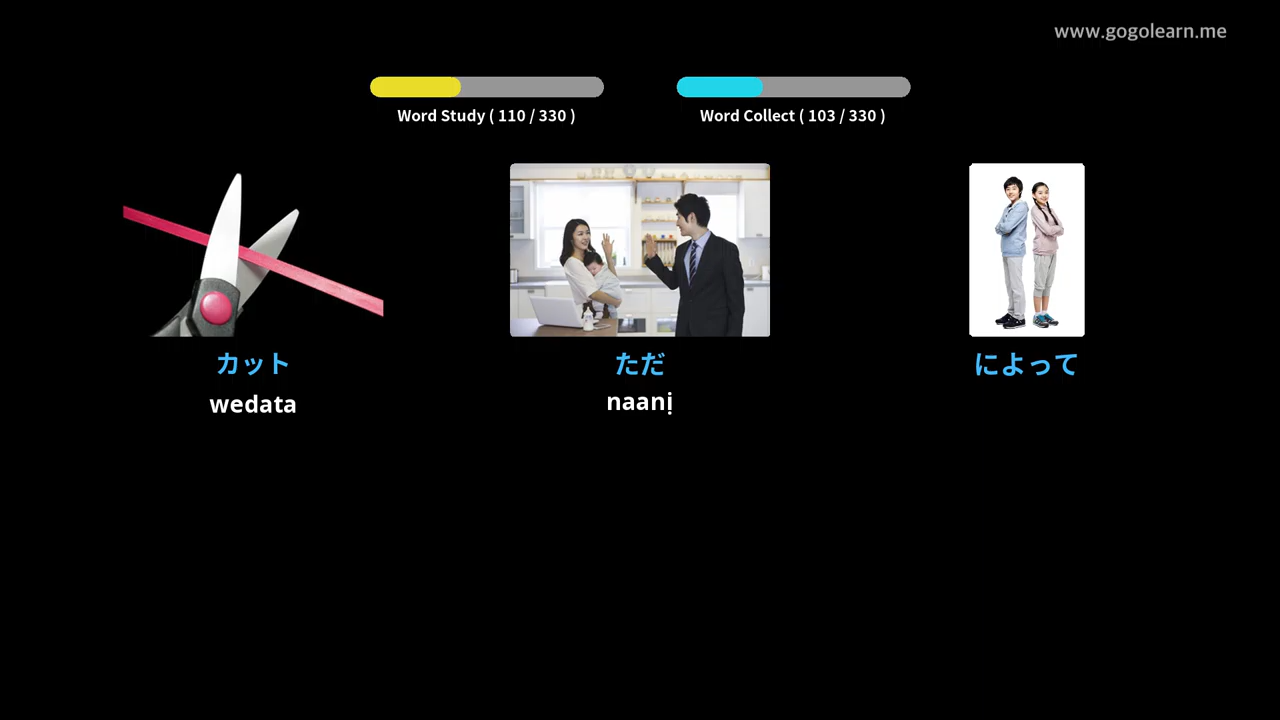 www.gogolearn.me
Word Study ( 110 / 330 )
Word Collect ( 103 / 330 )
カット
ただ
によって
wedata
naanị